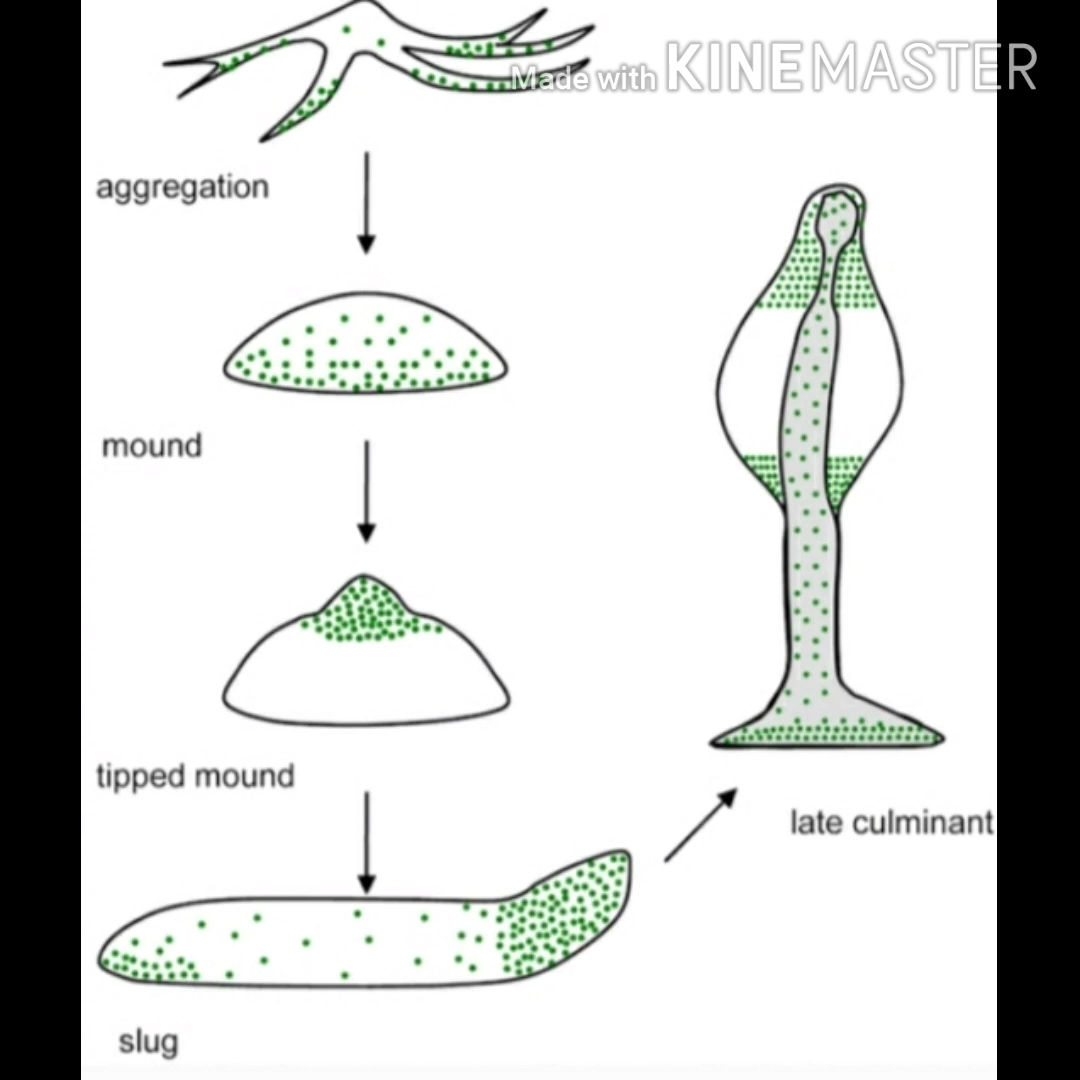 Made with KINEMASTER
aggregation
mound
tipped mound
late culminant
slug